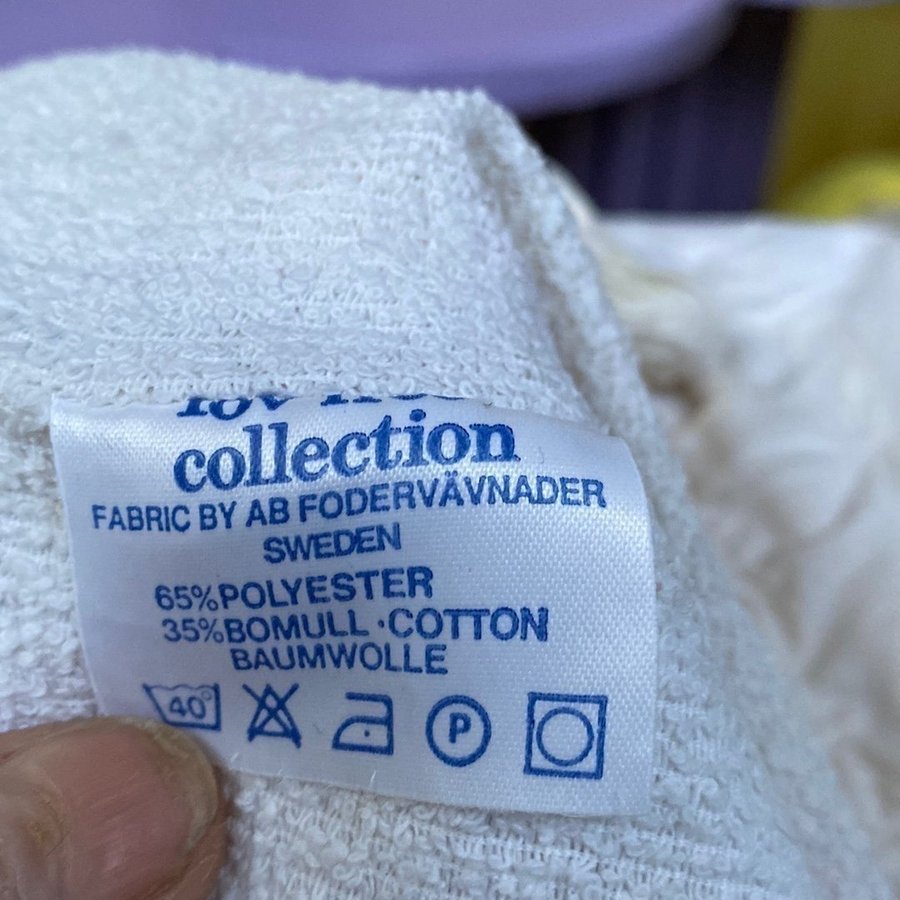 collection
FABRIC BY AB FODERVÄVNADER
SWEDEN
65%POLYESTER
35%BOMULL·COTTON
BAUMWOLLE
40° P